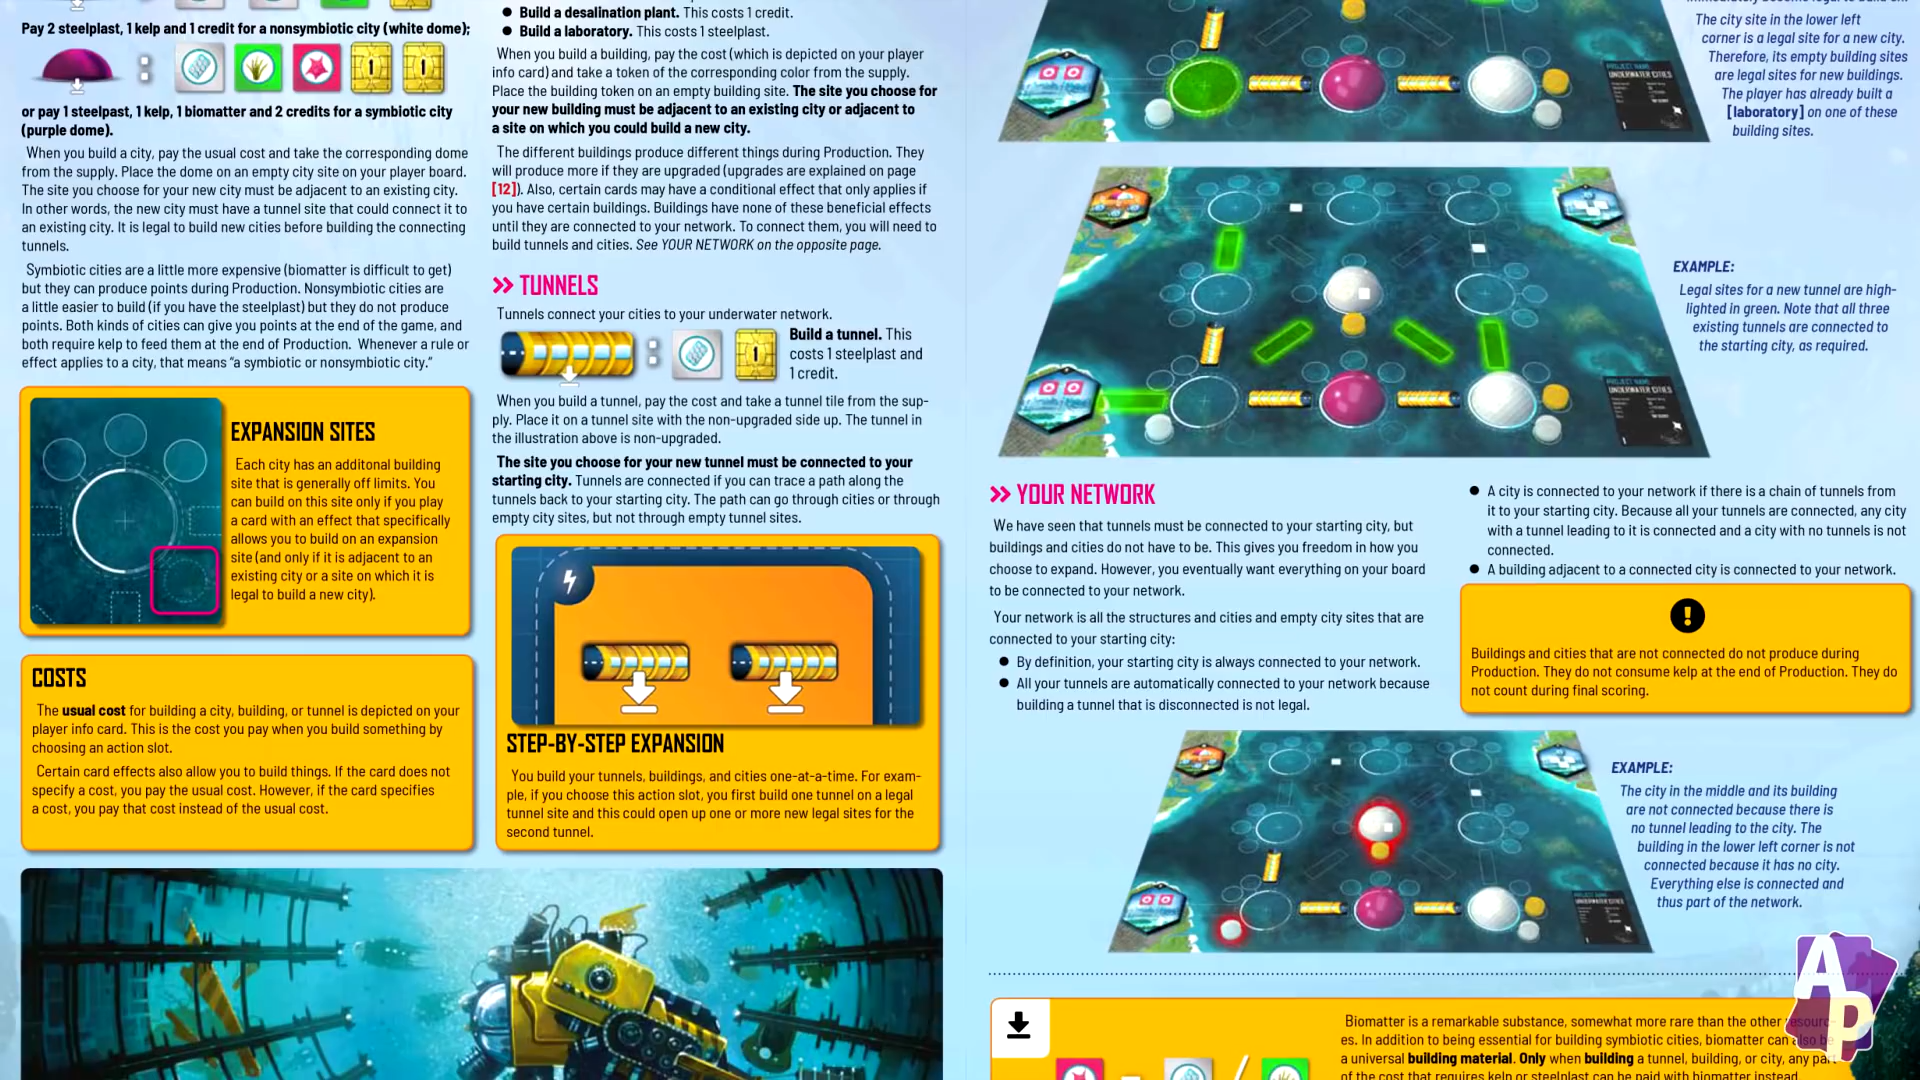 Pay 2 steelplast, 1 kelp and 1 credit for a nonsymbiotic city (white dome);
1
1
or pay 1 steelpast, 1 kelp, 1 biomatter and 2 credits for a symbiotic city
(purple dome).
When you build a city, pay the usual cost and take the corresponding dome
from the supply. Place the dome on an empty city site on your player board.
The site you choose for your new city must be adjacent to an existing city.
In other words, the new city must have a tunnel site that could connect it to
an existing city. It is legal to build new cities before building the connecting
tunnels.
Symbiotic cities are a little more expensive (biomatter is difficult to get)
but they can produce points during Production. Nonsymbiotic cities are
a little easier to build (if you have the steelplast) but they do not produce
points. Both kinds of cities can give you points at the end of the game, and
both require kelp to feed them at the end of Production. Whenever a rule or
effect applies to a city, that means “a symbiotic or nonsymbiotic city.”
EXPANSION SITES
Each city has an additonal building
site that is generally off limits. You
can build on this site only if you play
a card with an effect that specifically
allows you to build on an expansion
site (and only if it is adjacent to an
existing city or a site on which it is
legal to build a new city).
COSTS
The usual cost for building a city, building, or tunnel is depicted on your
player info card. This is the cost you pay when you build something by
choosing an action slot.
Certain card effects also allow you to build things. If the card does not
specify a cost, you pay the usual cost. However, if the card specifies
a cost, you pay that cost instead of the usual cost.
● Build a desalination plant. This costs 1 credit.
● Build a laboratory. This costs 1 steelplast.
When you build a building, pay the cost (which is depicted on your player
info card) and take a token of the corresponding color from the supply.
Place the building token on an empty building site. The site you choose for
your new building must be adjacent to an existing city or adjacent to
a site on which you could build a new city.
The different buildings produce different things during Production. They
will produce more if they are upgraded (upgrades are explained on page
[12]). Also, certain cards may have a conditional effect that only applies if
you have certain buildings. Buildings have none of these beneficial effects
until they are connected to your network. To connect them, you will need to
build tunnels and cities. See YOUR NETWORK on the opposite page.
>> TUNNELS
Tunnels connect your cities to your underwater network.
1
Build a tunnel. This
costs 1 steelplast and
1 credit.
When you build a tunnel, pay the cost and take a tunnel tile from the sup-
ply. Place it on a tunnel site with the non-upgraded side up. The tunnel in
the illustration above is non-upgraded.
The site you choose for your new tunnel must be connected to your
starting city. Tunnels are connected if you can trace a path along the
tunnels back to your starting city. The path can go through cities or through
empty city sites, but not through empty tunnel sites.
STEP-BY-STEP EXPANSION
You build your tunnels, buildings, and cities one-at-a-time. For exam-
ple, if you choose this action slot, you first build one tunnel on a legal
tunnel site and this could open up one or more new legal sites for the
second tunnel.
The city site in the lower left
corner is a legal site for a new city.
Therefore, its empty building sites
are legal sites for new buildings.
The player has already built a
[laboratory] on one of these
building sites.
PROJECT NAME:
UNDERWATER CITIES
EXAMPLE:
Legal sites for a new tunnel are high-
lighted in green. Note that all three
existing tunnels are connected to
the starting city, as required.
PROJECT NAME:
UNDERWATER CITIES
>> YOUR NETWORK
We have seen that tunnels must be connected to your starting city, but
buildings and cities do not have to be. This gives you freedom in how you
choose to expand. However, you eventually want everything on your board
to be connected to your network.
Your network is all the structures and cities and empty city sites that are
connected to your starting city:
● By definition, your starting city is always connected to your network.
● All your tunnels are automatically connected to your network because
building a tunnel that is disconnected is not legal.
● A city is connected to your network if there is a chain of tunnels from
it to your starting city. Because all your tunnels are connected, any city
with a tunnel leading to it is connected and a city with no tunnels is not
connected.
● A building adjacent to a connected city is connected to your network.
!
Buildings and cities that are not connected do not produce during
Production. They do not consume kelp at the end of Production. They do
not count during final scoring.
EXAMPLE:
The city in the middle and its building
are not connected because there is
no tunnel leading to the city. The
building in the lower left corner is not
connected because it has no city.
Everything else is connected and
thus part of the network.
UNDERWATER CITIES
Biomatter is a remarkable substance, somewhat more rare than the other resourc-
es. In addition to being essential for building symbiotic cities, biomatter can also be
a universal building material. Only when building a tunnel, building, or city, any part
of the cost that requires kelp or steelplast can be paid with biomatter instead.
AP